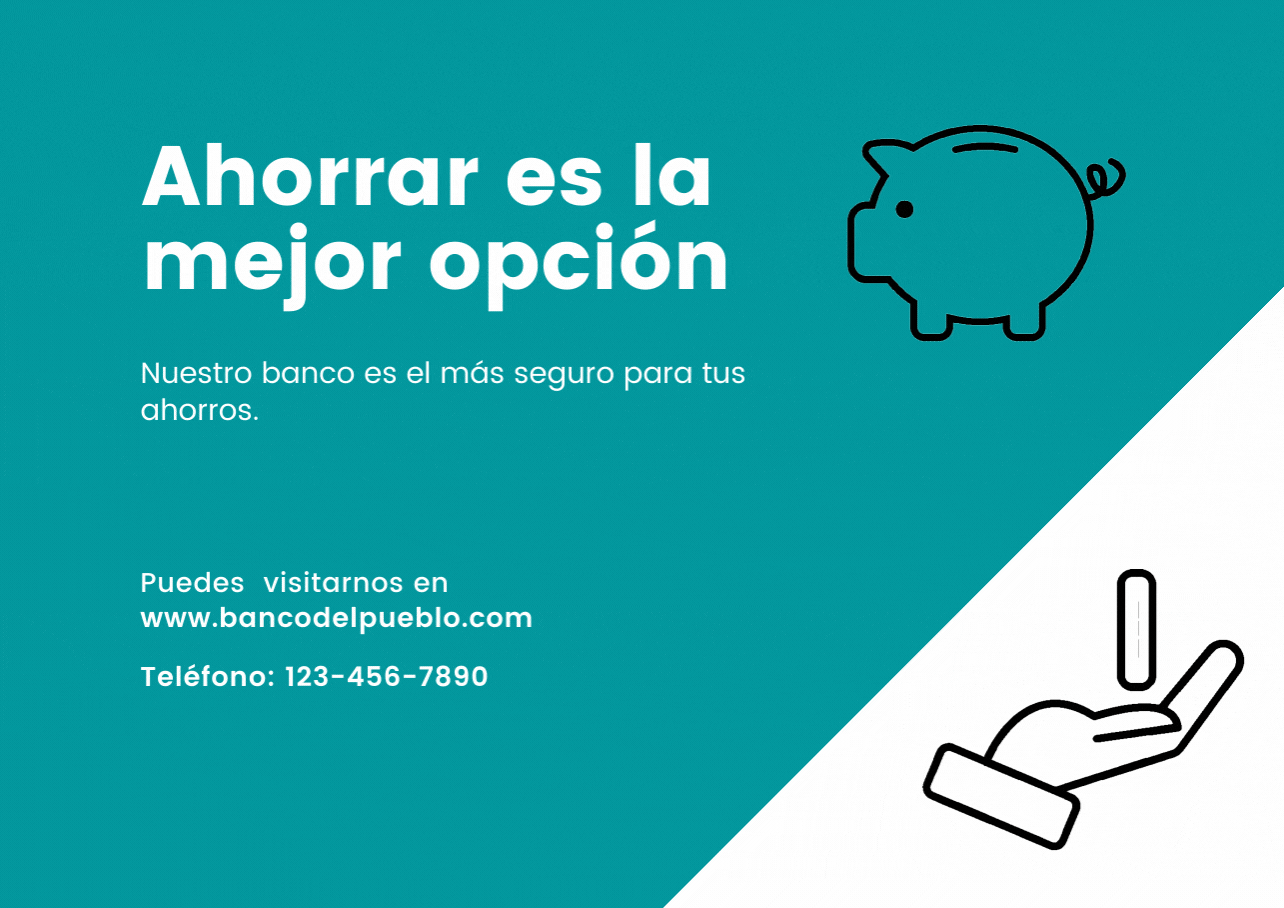 Ahorrar es la
mejor opción
Nuestro banco es el más seguro para tus
ahorros.
Puedes  visitarnos en
www.bancodelpueblo.com
Teléfono: 123-456-7890